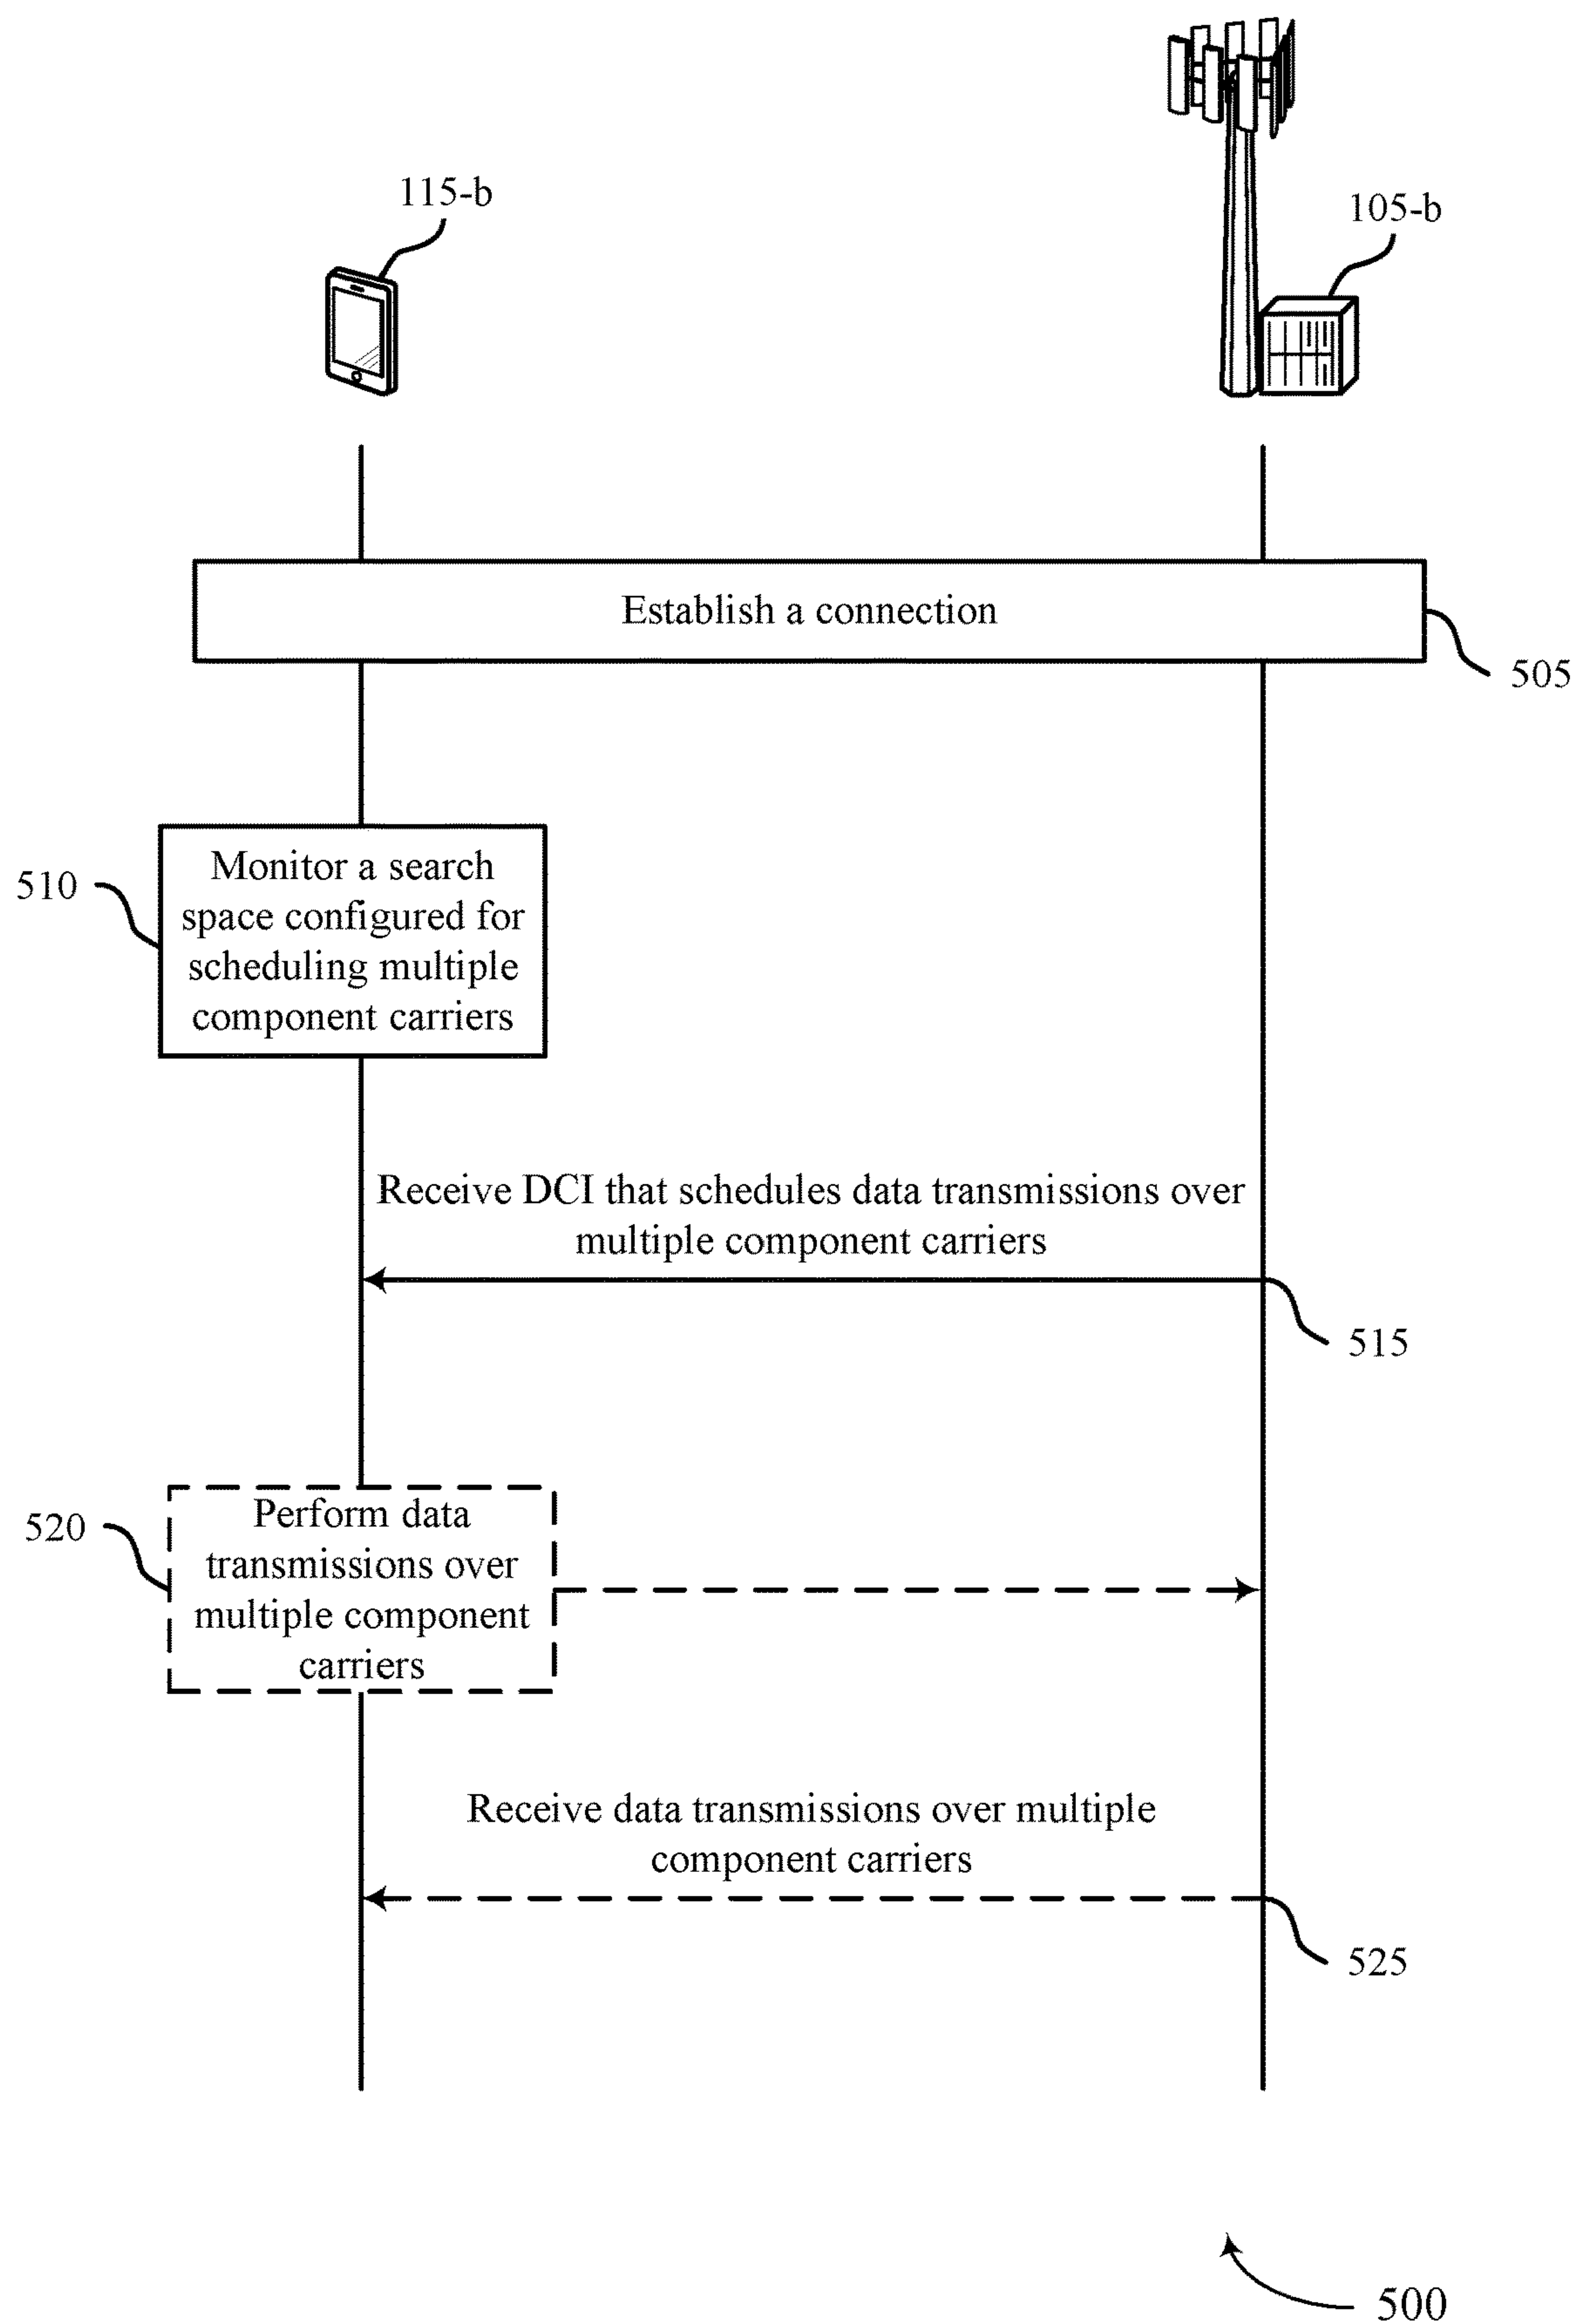 115-b
105-b
Establish a connection
505
510
Monitor a search
space configured for
scheduling multiple
component carriers
Receive DCI that schedules data transmissions over
multiple component carriers
515
520
Perform data
transmissions over
multiple component
carriers
Receive data transmissions over multiple
component carriers
525
500